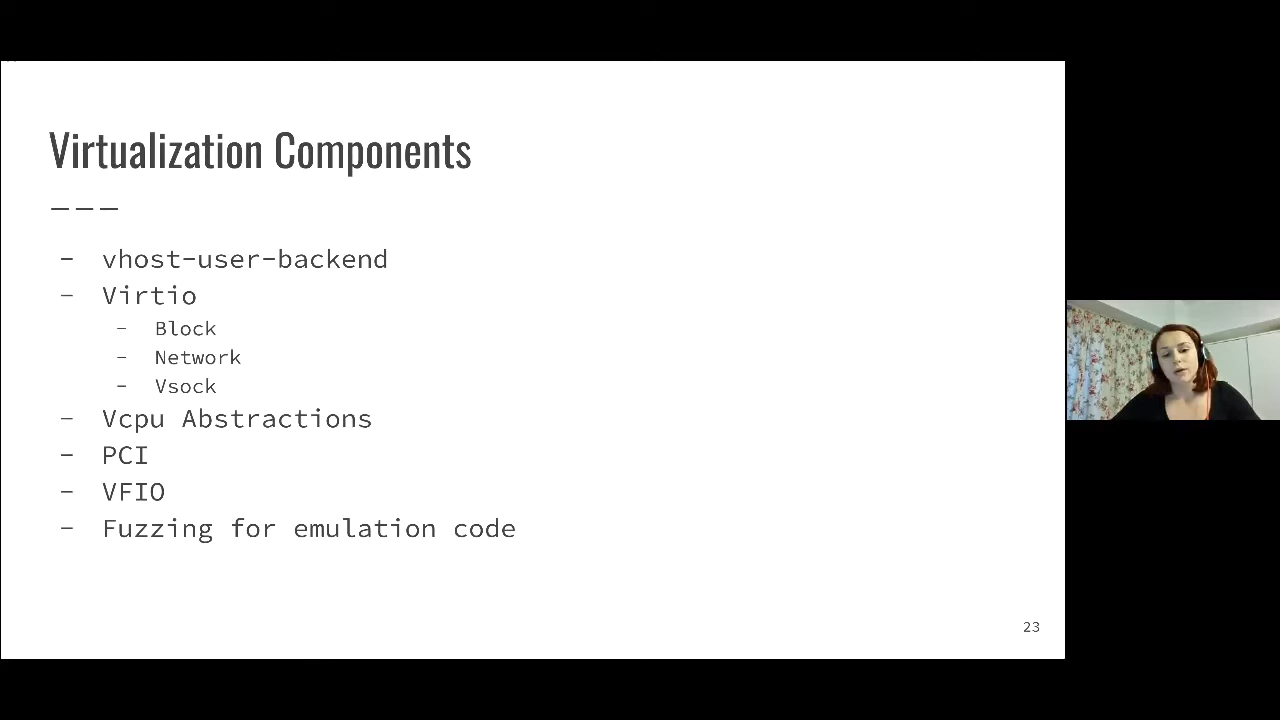 Virtualization Components
- vhost-user-backend
- Virtio
- Block
- Network
- Vsock
- Vcpu Abstractions
- PCI
- VFIO
- Fuzzing for emulation code
23